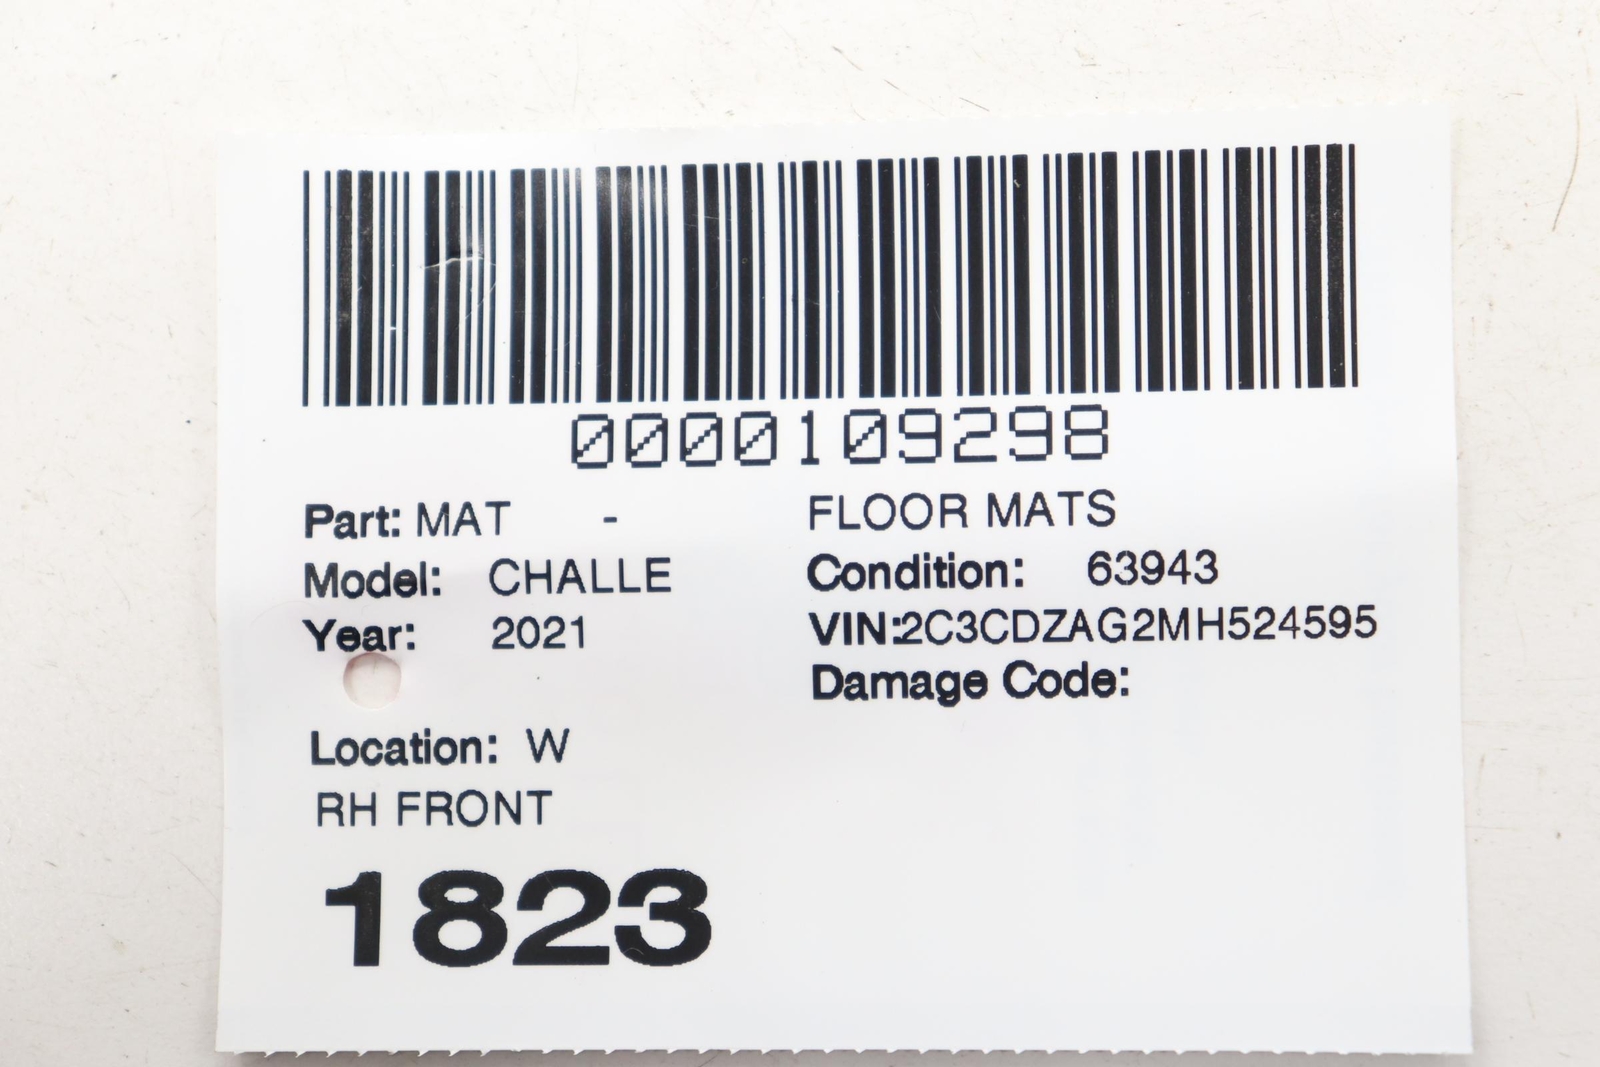 0000109298
Part: MAT - FLOOR MATS
Model: CHALLE Condition: 63943
Year: 2021 VIN:2C3CDZAG2MH524595
Damage Code:
Location: W
RH FRONT
1823